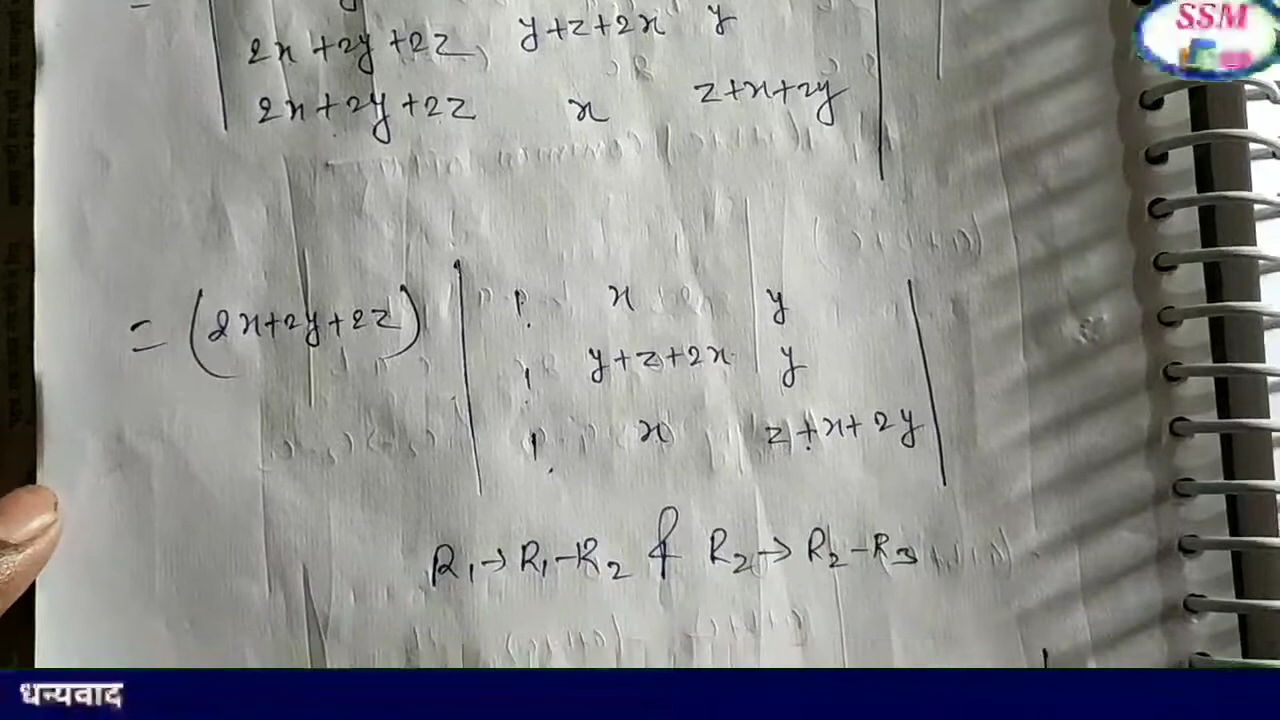 SSM
2x+2y+2z, y+z+2x y
2x+2y+2z x z+x+2y
= (2x+2y+2z) | 1 x y |
1 y+z+2x y
1 x z+x+2y
R₁→R₁-R₂ & R₂→R₂-R₃
धन्यवाद